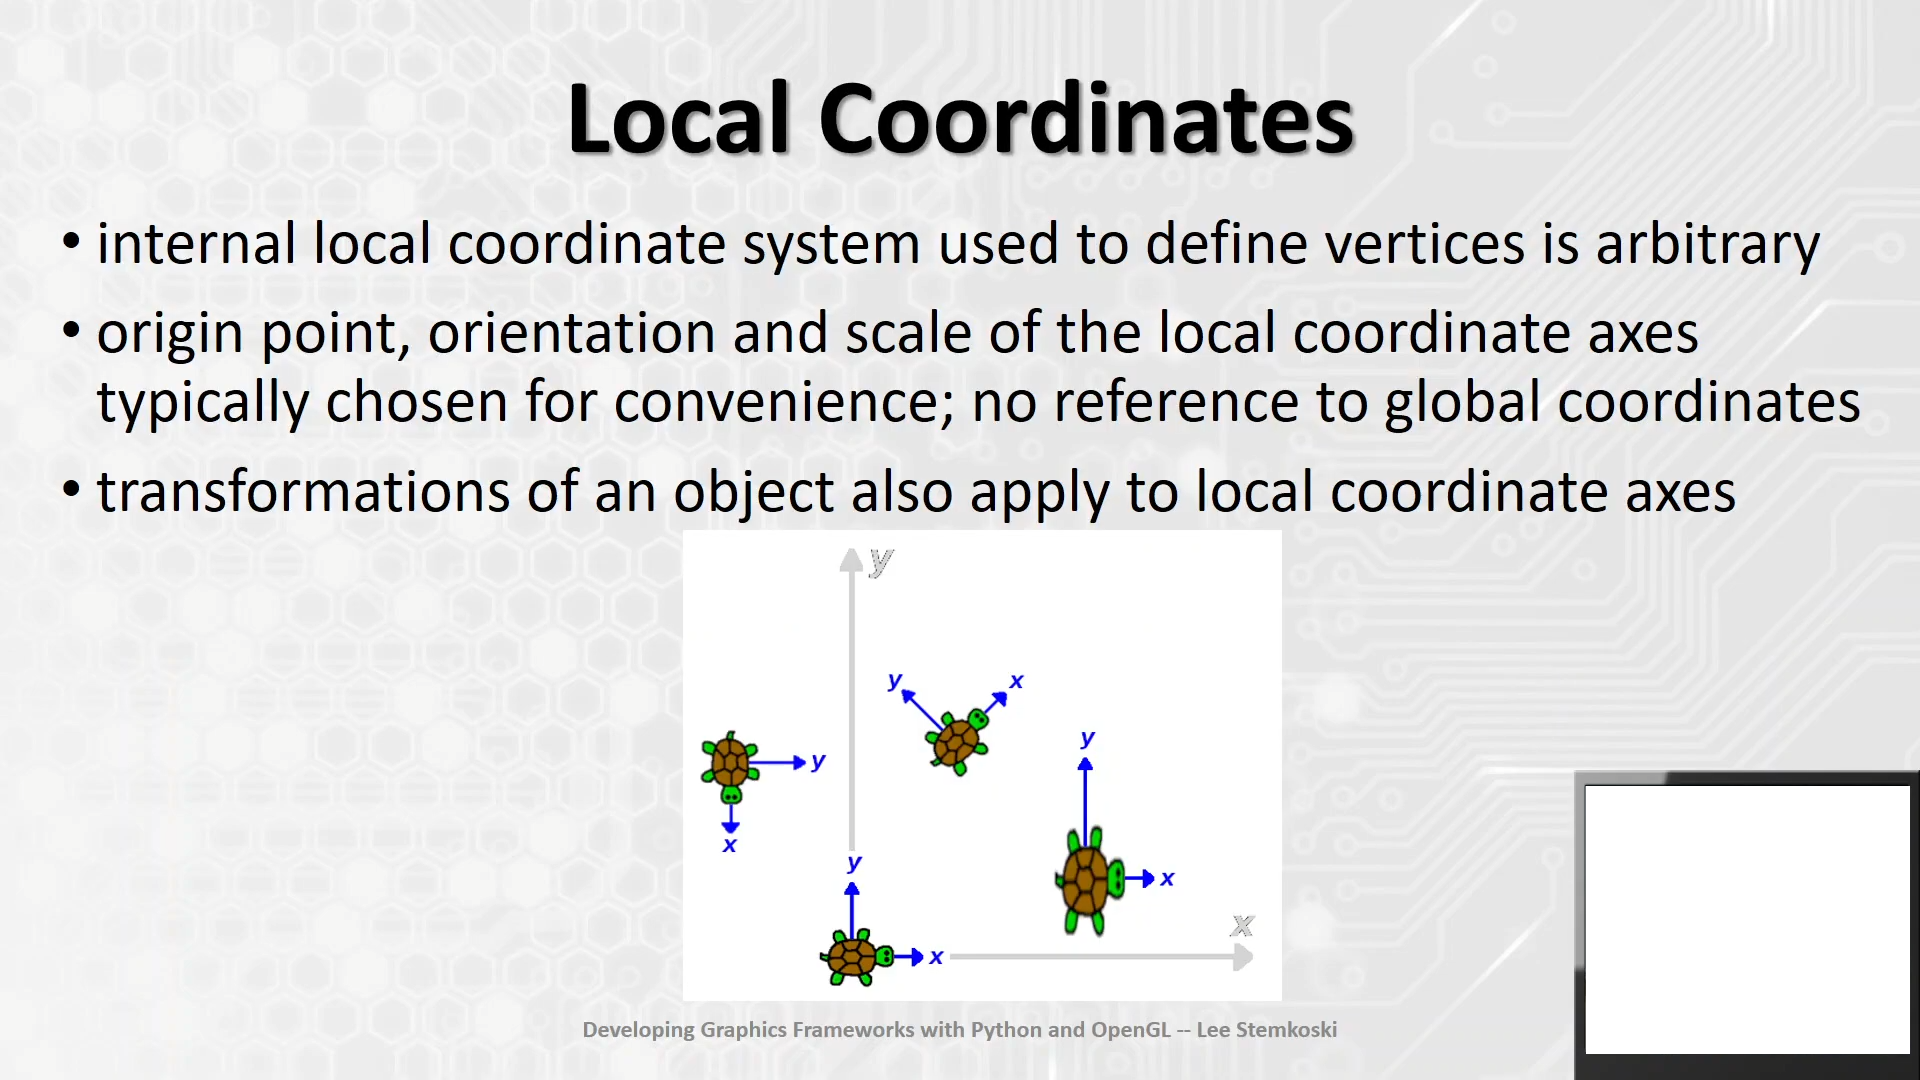 Local Coordinates
• internal local coordinate system used to define vertices is arbitrary
• origin point, orientation and scale of the local coordinate axes
typically chosen for convenience; no reference to global coordinates
• transformations of an object also apply to local coordinate axes
y
y
x
y
x
y
y
x
x
x
y
x
Developing Graphics Frameworks with Python and OpenGL -- Lee Stemkoski